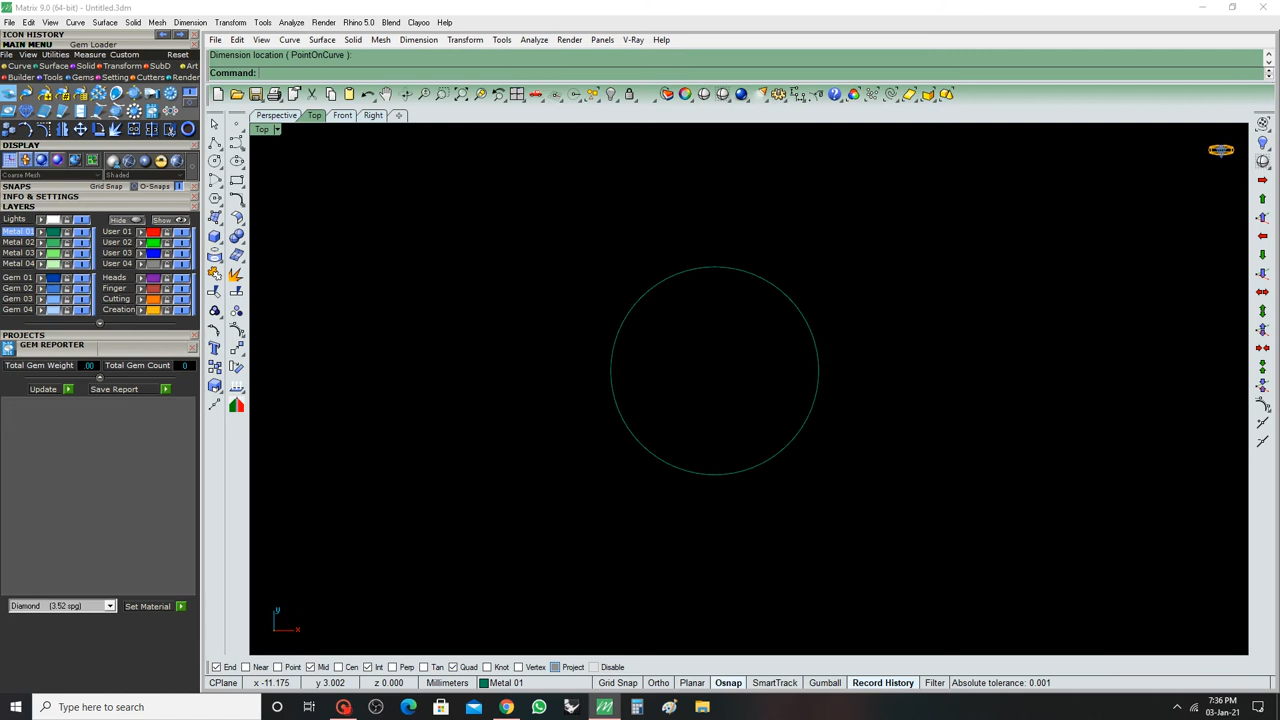 Matrix 9.0 (64-bit) - Untitled.3dm
File Edit View Curve Surface Solid Mesh Dimension Transform Tools Analyze Render Rhino 5.0 Blend Clayoo Help
ICON HISTORY
MAIN MENU Gem Loader
File View Utilities Measure Custom Reset
Curve Surface Solid Transform SubD Art
Builder Tools Gems Setting Cutters Render
DISPLAY
Coarse Mesh Shaded
SNAPS Grid Snap O-Snaps
INFO & SETTINGS
LAYERS
Lights Hide Show
Metal 01 User 01
Metal 02 User 02
Metal 03 User 03
Metal 04 User 04
Gem 01 Heads
Gem 02 Finger
Gem 03 Cutting
Gem 04 Creation
PROJECTS
GEM REPORTER
Total Gem Weight .00 Total Gem Count 0
Update Save Report
Diamond (3.52 spg) Set Material
File Edit View Curve Surface Solid Mesh Dimension Transform Tools Analyze Render Panels V-Ray Help
Dimension location ( PointOnCurve ):
Command:
Perspective Top Front Right
Top
y
x
End Near Point Mid Cen Int Perp Tan Quad Knot Vertex Project Disable
CPlane x -11.175 y 3.002 z 0.000 Millimeters Metal 01 Grid Snap Ortho Planar Osnap SmartTrack Gumball Record History Filter Absolute tolerance: 0.001
Type here to search
7:36 PM
03-Jan-21